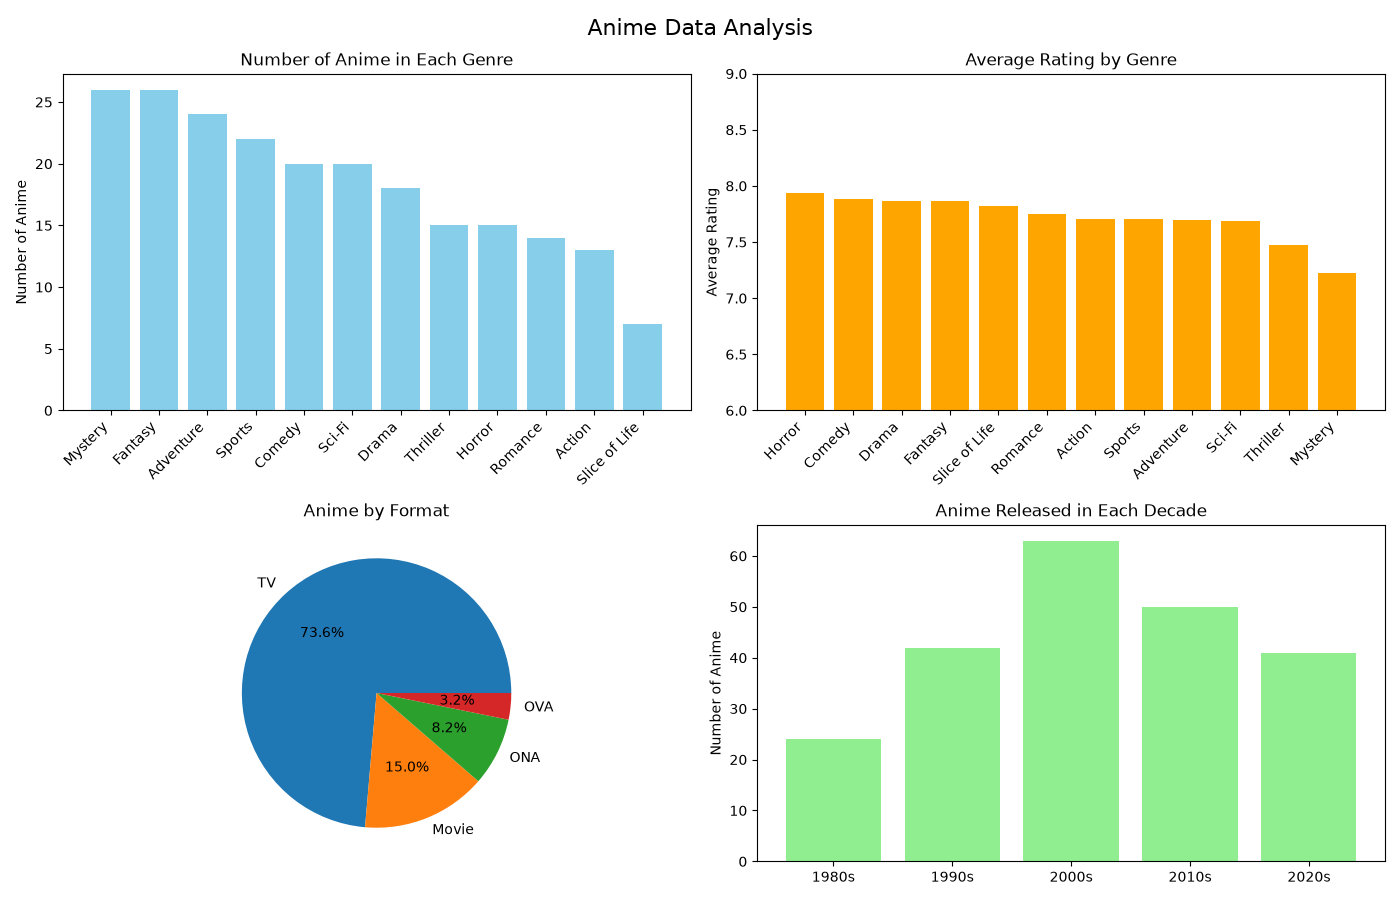 Anime Data Analysis
Number of Anime in Each Genre
Number of Anime
25
20
15
10
5
0
Mystery
Fantasy
Adventure
Sports
Comedy
Sci-Fi
Drama
Thriller
Horror
Romance
Action
Slice of Life
Average Rating by Genre
Average Rating
9.0
8.5
8.0
7.5
7.0
6.5
6.0
Horror
Comedy
Drama
Fantasy
Slice of Life
Romance
Action
Sports
Adventure
Sci-Fi
Thriller
Mystery
Anime by Format
TV
73.6%
3.2%
OVA
8.2%
ONA
15.0%
Movie
Anime Released in Each Decade
Number of Anime
60
50
40
30
20
10
0
1980s
1990s
2000s
2010s
2020s